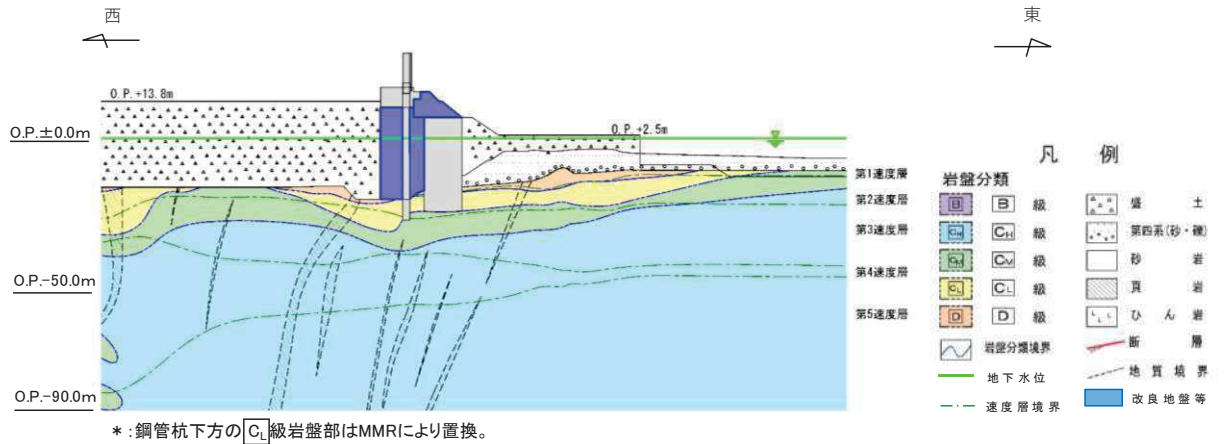 西
東
O.P.+13.8m
O.P.±0.0m
O.P.+2.5m
O.P.-50.0m
O.P.-90.0m
第1速度層
第2速度層
第3速度層
第4速度層
第5速度層
凡 例
岩盤分類
B B 級
CH CH 級
CM CM 級
CL CL 級
D D 級
岩盤分類境界
地下水位
速度層境界
盛 土
第四系(砂・礫)
砂 岩
頁 岩
ひ ん 岩
断 層
地 質 境 界
改良地盤等
*:鋼管杭下方のCL級岩盤部はMMRにより置換。